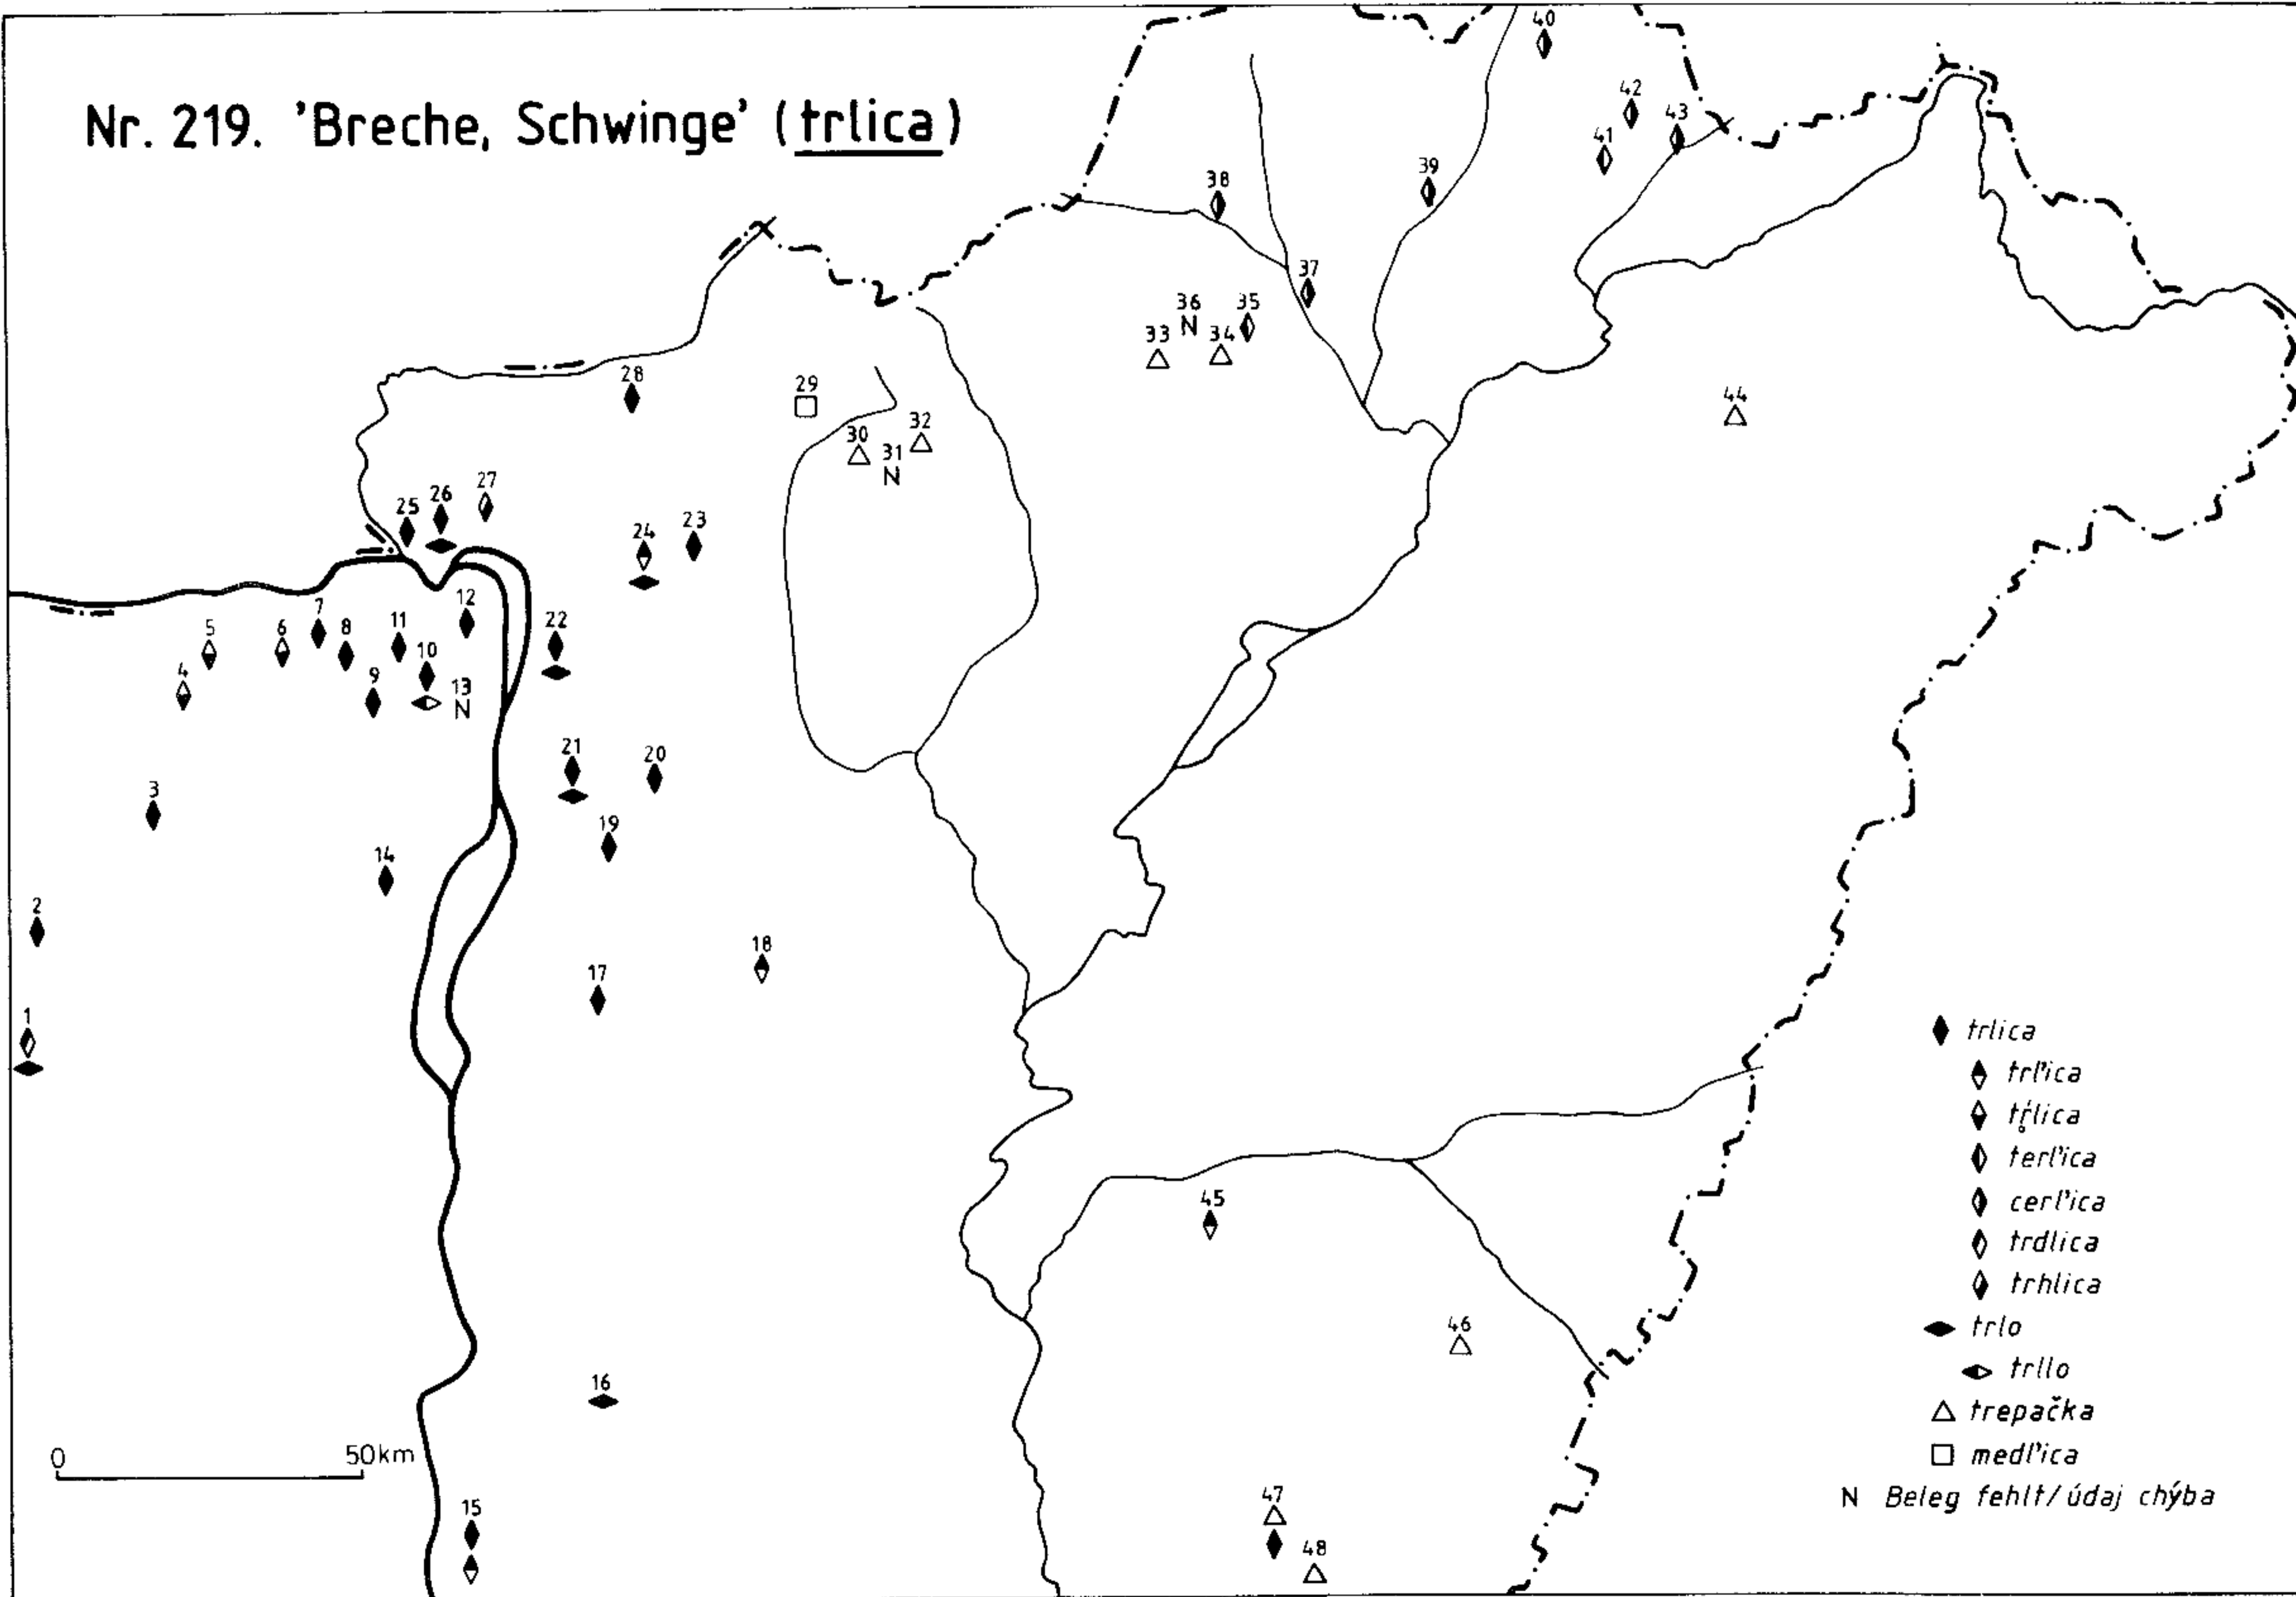 Nr. 219. 'Breche, Schwinge' (trlica)
40
42
43
41
39
38
37
36
35
N
33
34
28
29
44
32
30
31
N
27
26
25
24
23
12
7
5
6
8
11
22
10
4
9
13
N
21
20
3
19
14
2
18
17
1
45
46
16
47
48
15
0 50km
trlica
trľica
tŕ̥lica
terľica
cerľica
trdlica
trhlica
trlo
trllo
trepačka
medľica
N Beleg fehlt/údaj chýba